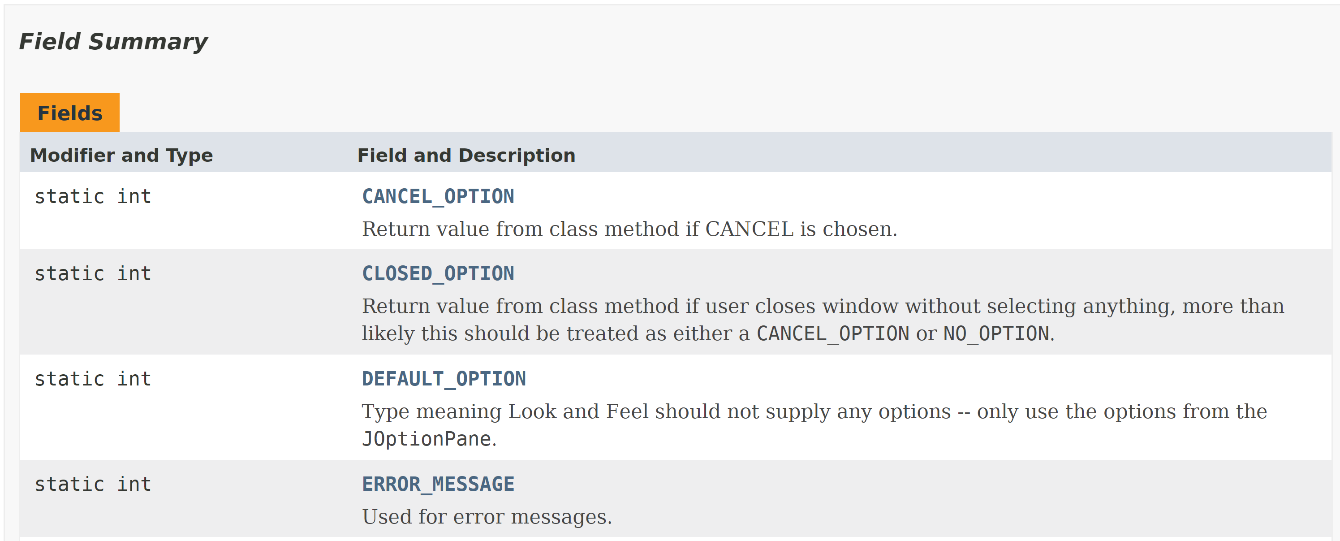 Field Summary
Fields
Modifier and Type Field and Description
static int CANCEL_OPTION
Return value from class method if CANCEL is chosen.
static int CLOSED_OPTION
Return value from class method if user closes window without selecting anything, more than
likely this should be treated as either a CANCEL_OPTION or NO_OPTION.
static int DEFAULT_OPTION
Type meaning Look and Feel should not supply any options -- only use the options from the
JOptionPane.
static int ERROR_MESSAGE
Used for error messages.